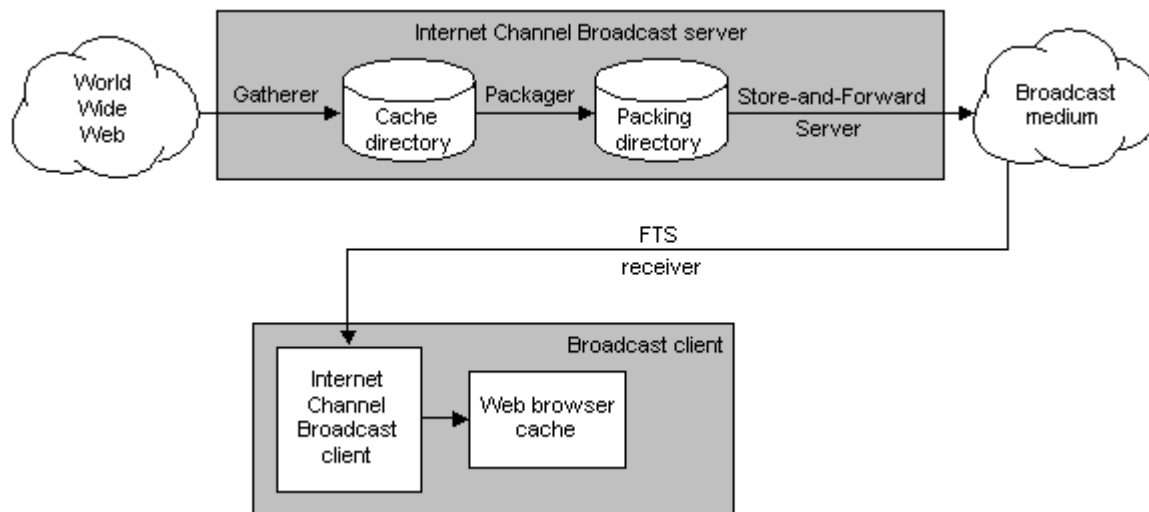 Internet Channel Broadcast server
World
Wide
Web
Gatherer
Cache
directory
Packager
Packing
directory
Store-and-Forward
Server
Broadcast
medium
FTS
receiver
Broadcast client
Internet
Channel
Broadcast
client
Web browser
cache